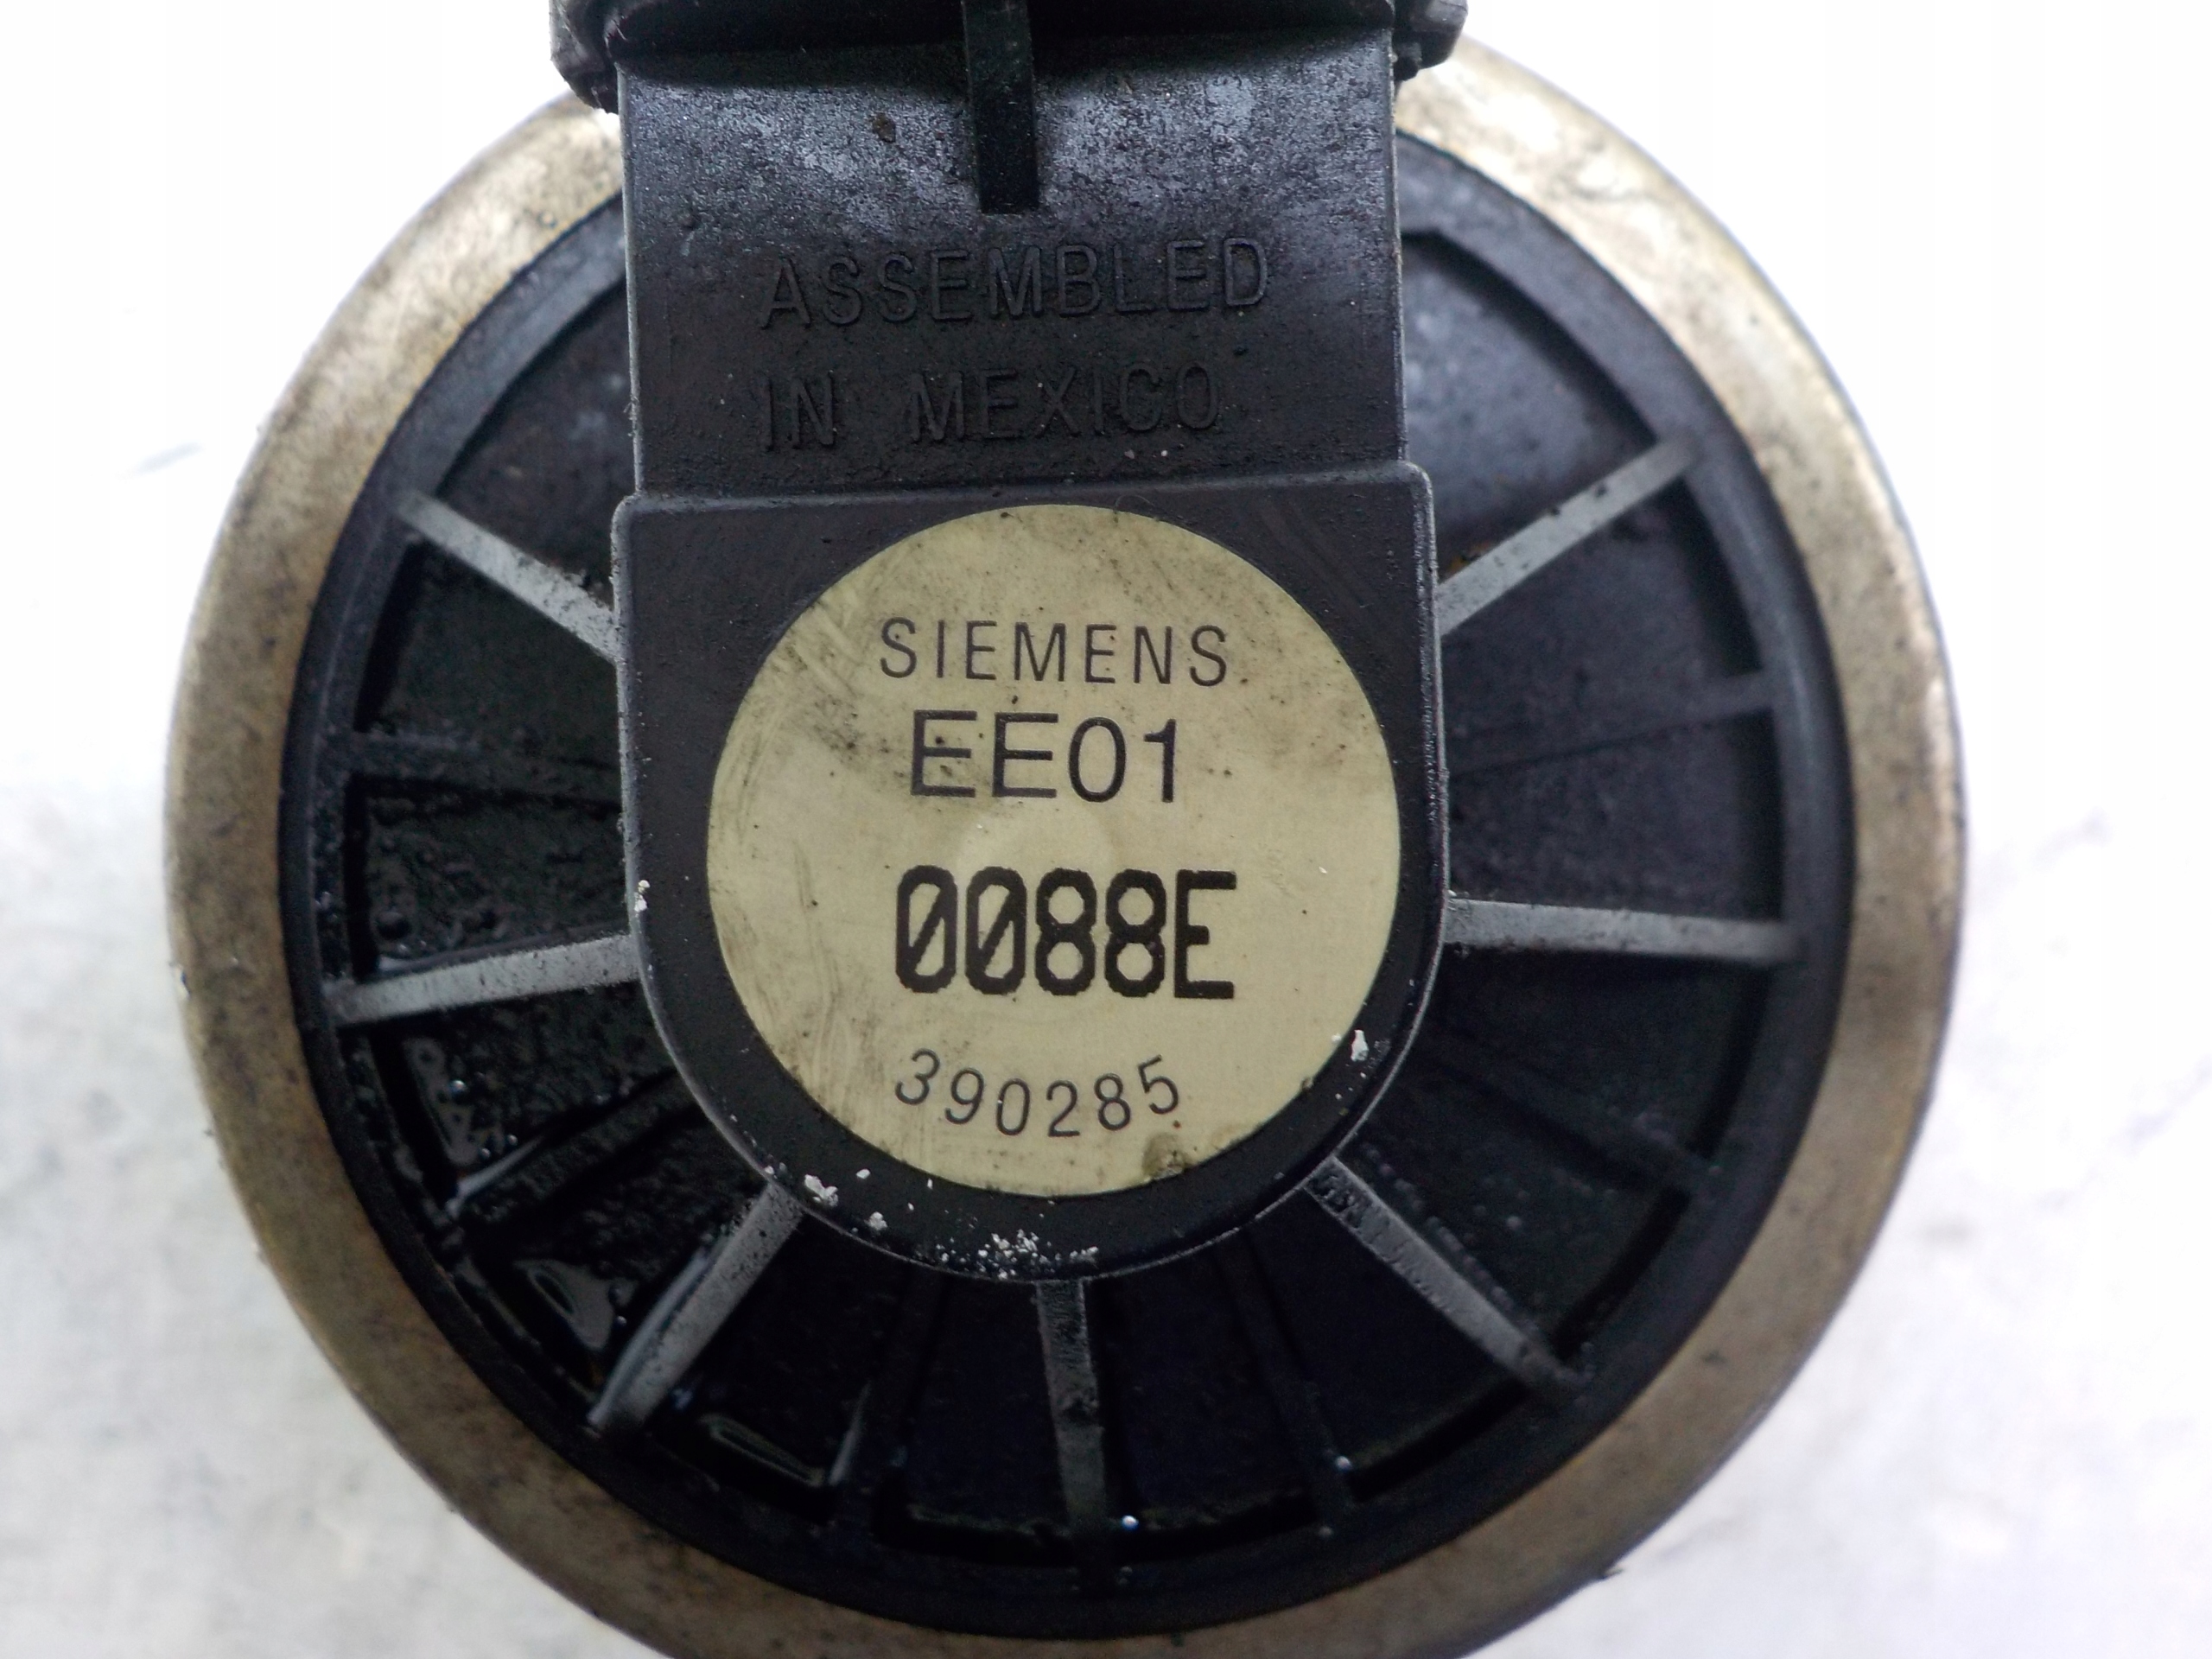 ASSEMBLED
IN MEXICO
SIEMENS
EE01
0088E
390285